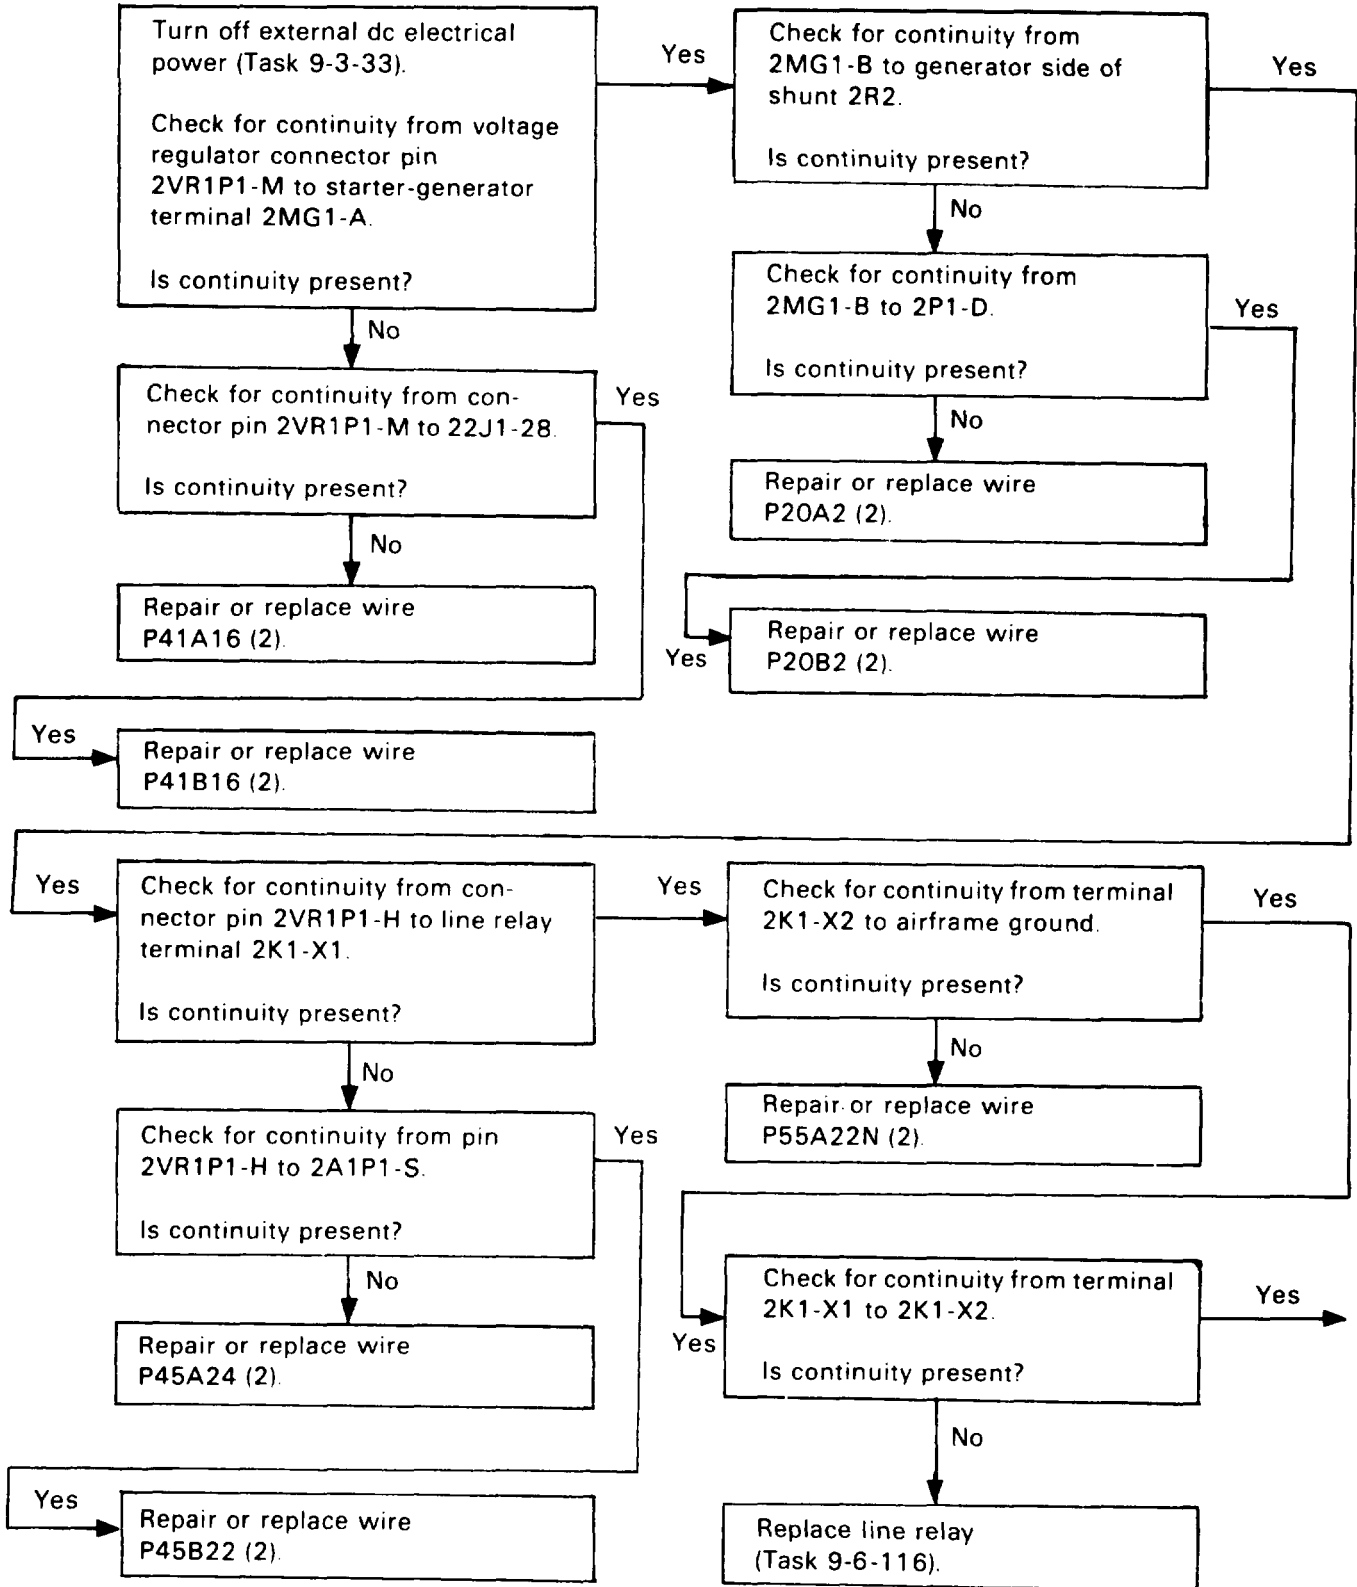 Turn off external dc electrical
power (Task 9-3-33).
Check for continuity from voltage
regulator connector pin
2VR1P1-M to starter-generator
terminal 2MG1-A.
Is continuity present?
Yes
Check for continuity from
2MG1-B to generator side of
shunt 2R2.
Is continuity present?
Yes
No
No
Check for continuity from
2MG1-B to 2P1-D.
Is continuity present?
Yes
Check for continuity from con-
nector pin 2VR1P1-M to 22J1-28.
Is continuity present?
Yes
No
No
Repair or replace wire
P20A2 (2).
Repair or replace wire
P41A16 (2).
Yes
Repair or replace wire
P20B2 (2).
Yes
Repair or replace wire
P41B16 (2).
Yes
Check for continuity from con-
nector pin 2VR1P1-H to line relay
terminal 2K1-X1.
Is continuity present?
Yes
Check for continuity from terminal
2K1-X2 to airframe ground.
Is continuity present?
Yes
No
No
Repair or replace wire
P55A22N (2).
Check for continuity from pin
2VR1P1-H to 2A1P1-S.
Is continuity present?
Yes
No
Yes
Check for continuity from terminal
2K1-X1 to 2K1-X2.
Is continuity present?
Yes
Repair or replace wire
P45A24 (2).
No
Yes
Repair or replace wire
P45B22 (2).
Replace line relay
(Task 9-6-116).